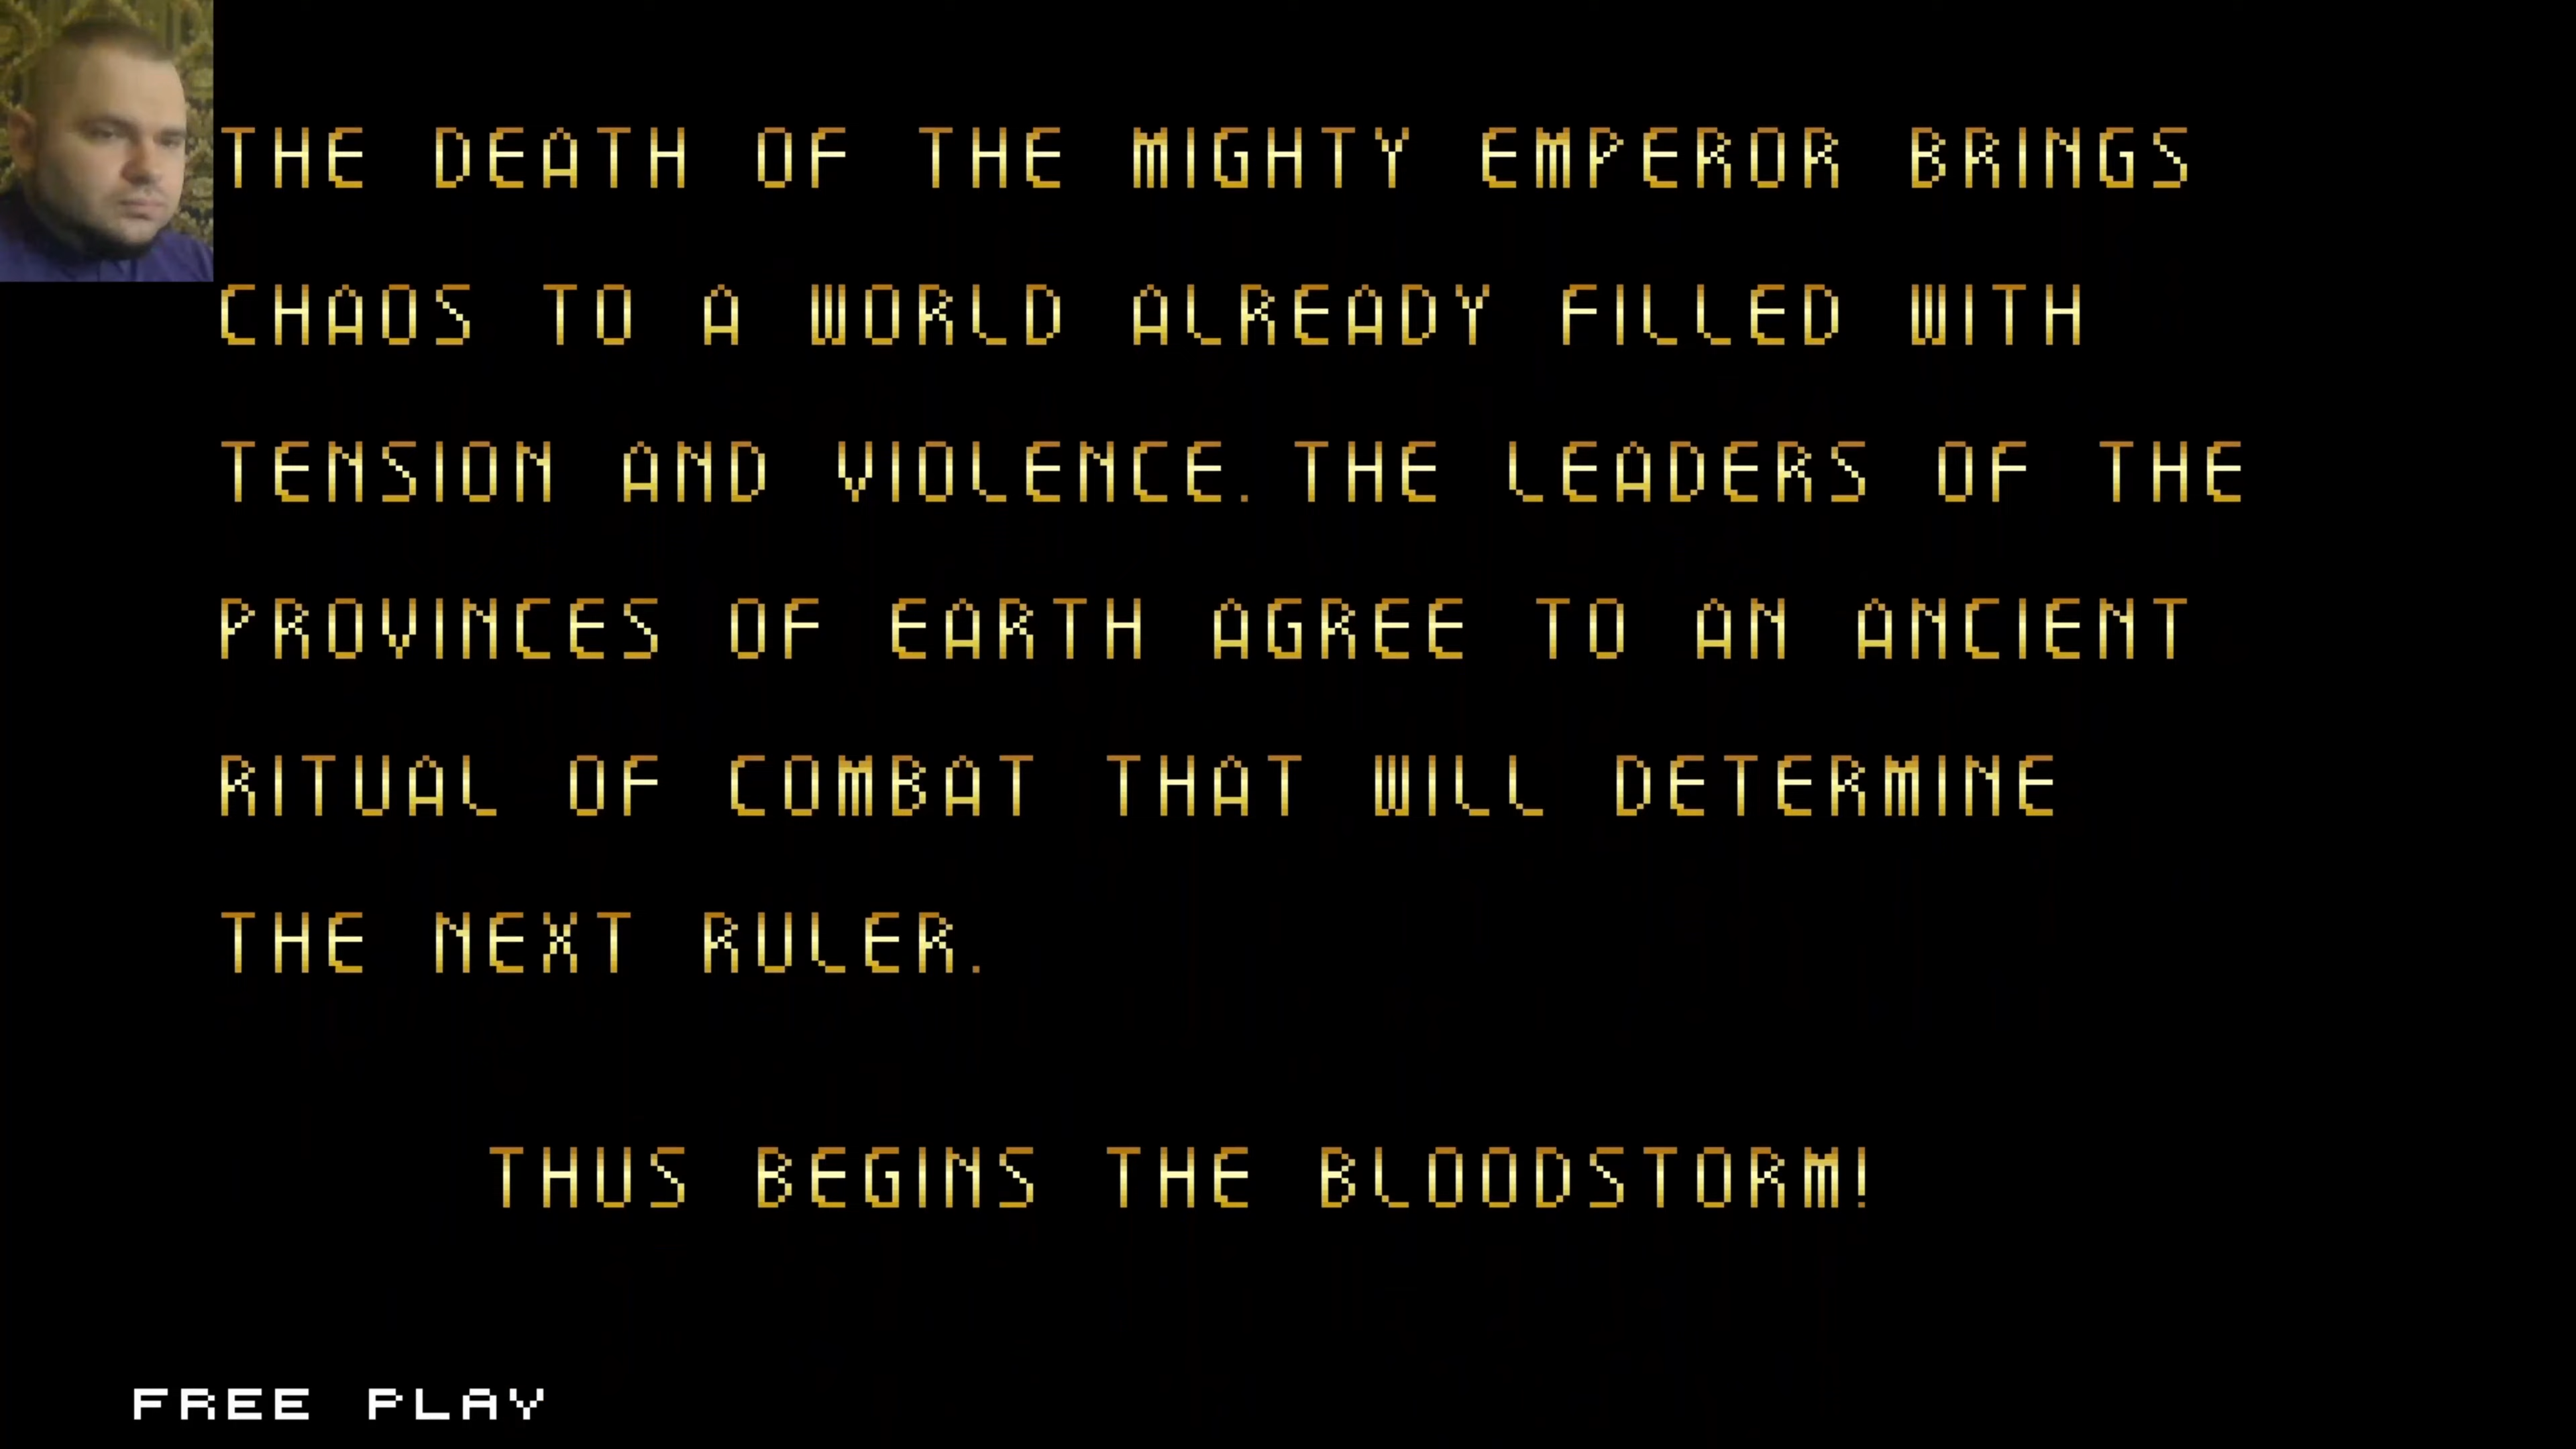 THE DEATH OF THE MIGHTY EMPEROR BRINGS
CHAOS TO A WORLD ALREADY FILLED WITH
TENSION AND VIOLENCE. THE LEADERS OF THE
PROVINCES OF EARTH AGREE TO AN ANCIENT
RITUAL OF COMBAT THAT WILL DETERMINE
THE NEXT RULER.
THUS BEGINS THE BLOODSTORM!
FREE PLAY